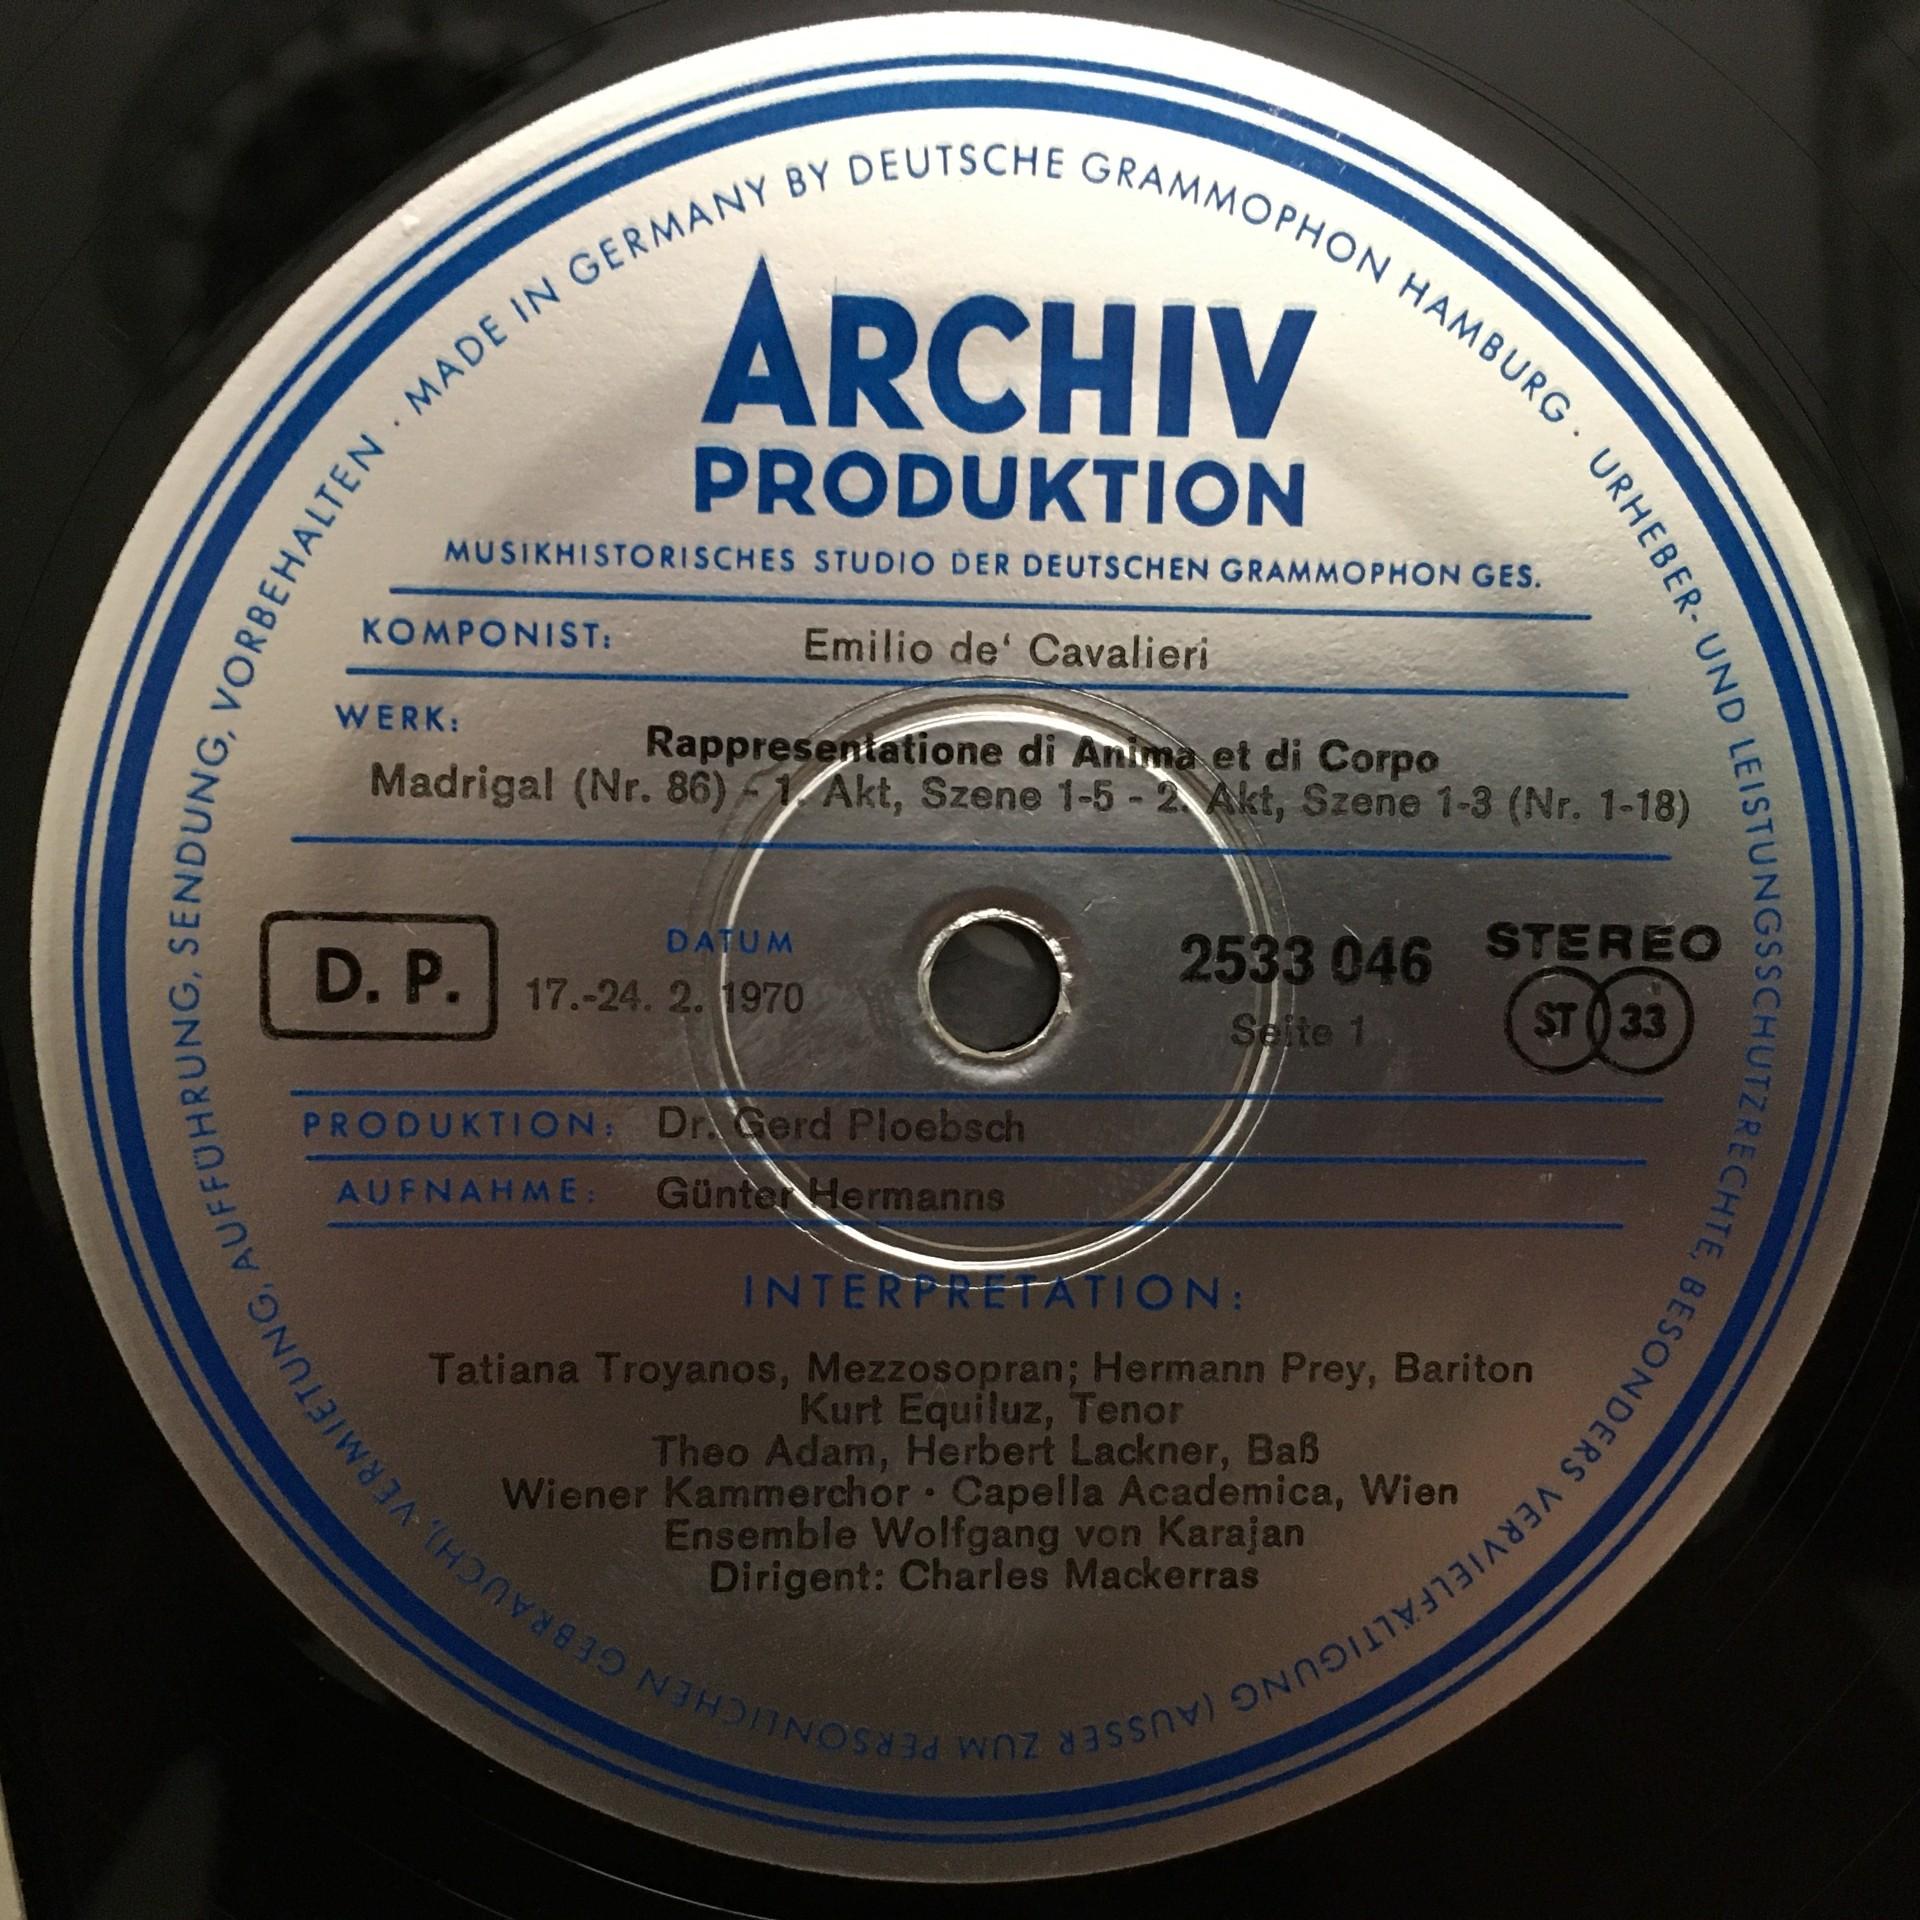 MADE IN GERMANY BY DEUTSCHE GRAMMOPHON HAMBURG · URHEBER- UND LEISTUNGSSCHUTZRECHTE, BESONDERS VERVIELFÄLTIGUNG (AUSSER ZUM PERSÖNLICHEN GEBRAUCH), VERMIETUNG, AUFFÜHRUNG, SENDUNG, VORBEHALTEN ·
ARCHIV
PRODUKTION
MUSIKHISTORISCHES STUDIO DER DEUTSCHEN GRAMMOPHON GES.
KOMPONIST: Emilio de‘ Cavalieri
WERK:
Rappresentatione di Anima et di Corpo
Madrigal (Nr. 86) - 1. Akt, Szene 1-5 - 2. Akt, Szene 1-3 (Nr. 1-18)
D. P.
DATUM
17.-24. 2. 1970
2533 046
Seite 1
STEREO
ST 33
PRODUKTION: Dr. Gerd Ploebsch
AUFNAHME: Günter Hermanns
INTERPRETATION:
Tatiana Troyanos, Mezzosopran; Hermann Prey, Bariton
Kurt Equiluz, Tenor
Theo Adam, Herbert Lackner, Baß
Wiener Kammerchor · Capella Academica, Wien
Ensemble Wolfgang von Karajan
Dirigent: Charles Mackerras